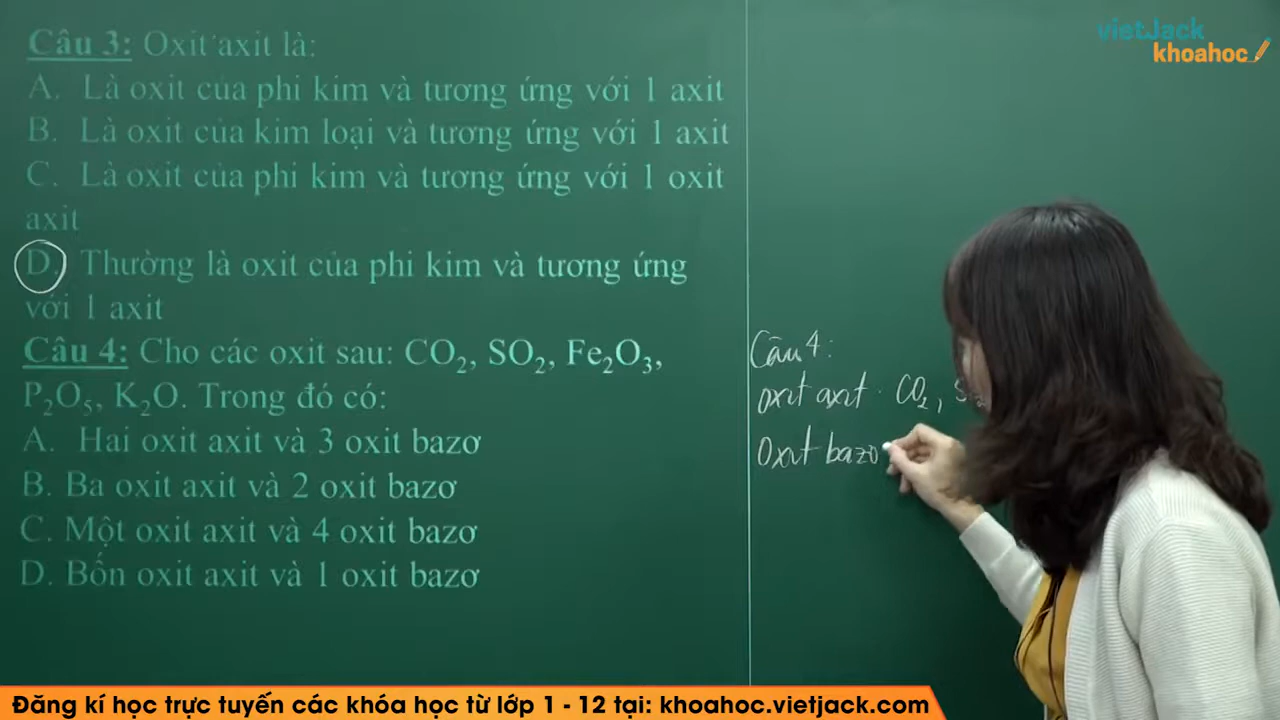 vietJack
khoahoc
Câu 3: Oxit axit là:
A. Là oxit của phi kim và tương ứng với 1 axit
B. Là oxit của kim loại và tương ứng với 1 axit
C. Là oxit của phi kim và tương ứng với 1 oxit
axit
D. Thường là oxit của phi kim và tương ứng
với 1 axit
Câu 4: Cho các oxit sau: CO₂, SO₂, Fe₂O₃,
P₂O₅, K₂O. Trong đó có:
A. Hai oxit axit và 3 oxit bazơ
B. Ba oxit axit và 2 oxit bazơ
C. Một oxit axit và 4 oxit bazơ
D. Bốn oxit axit và 1 oxit bazơ
Câu 4:
oxit axit : CO₂,
Oxit bazo
Đăng kí học trực tuyến các khóa học từ lớp 1 - 12 tại: khoahoc.vietjack.com